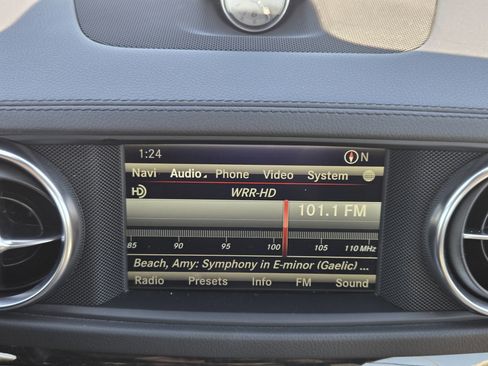 1:24 N
Navi Audio Phone Video System
HD WRR-HD
101.1 FM
85 90 95 100 105 110 MHz
Beach, Amy: Symphony in E-minor (Gaelic) ...
Radio Presets Info FM Sound